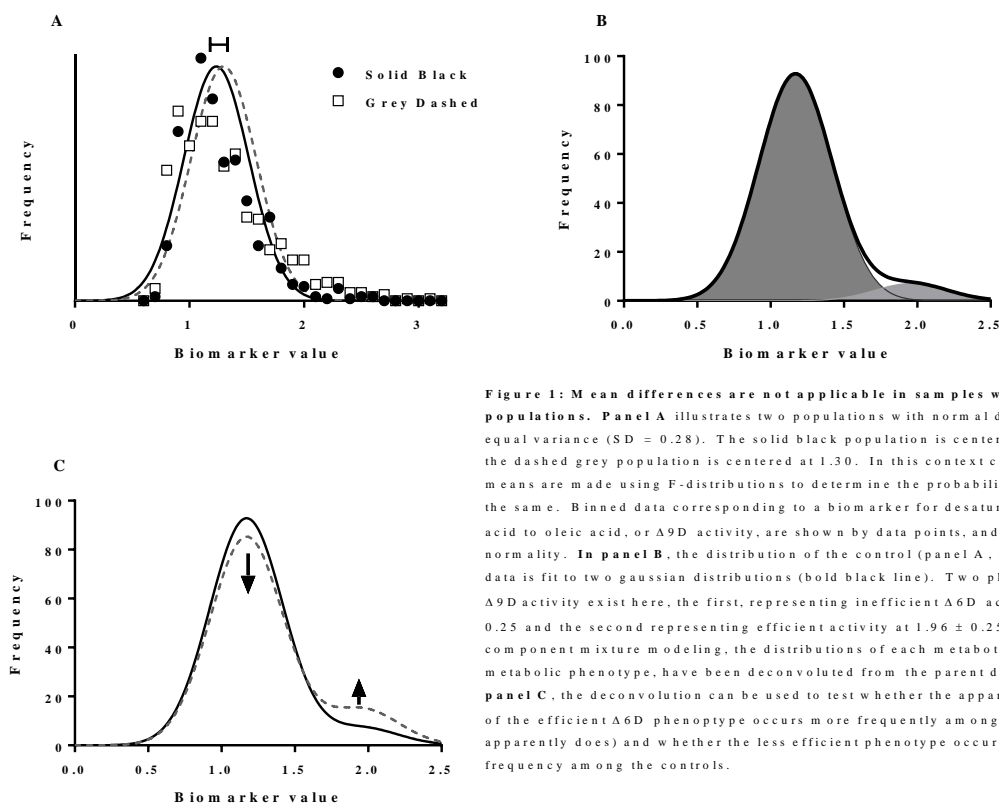 A
Solid Black
Grey Dashed
Frequency
0 1 2 3
Biomarker value
B
100
80
60
40
20
0
Frequency
0.0 0.5 1.0 1.5 2.0 2.5
Biomarker value
C
100
80
60
40
20
0
Frequency
0.0 0.5 1.0 1.5 2.0 2.5
Biomarker value
Figure 1: Mean differences are not applicable in samples w
populations. Panel A illustrates two populations with normal d
equal variance (SD = 0.28). The solid black population is center
the dashed grey population is centered at 1.30. In this context c
means are made using F-distributions to determine the probabili
the same. Binned data corresponding to a biomarker for desatur
acid to oleic acid, or Δ9D activity, are shown by data points, and
normality. In panel B, the distribution of the control (panel A,
data is fit to two gaussian distributions (bold black line). Two pl
Δ9D activity exist here, the first, representing inefficient Δ6D ac
0.25 and the second representing efficient activity at 1.96 ± 0.25
component mixture modeling, the distributions of each metabot
metabolic phenotype, have been deconvoluted from the parent d
panel C, the deconvolution can be used to test whether the appar
of the efficient Δ6D phenoptype occurs more frequently among
apparently does) and whether the less efficient phenotype occur
frequency among the controls.